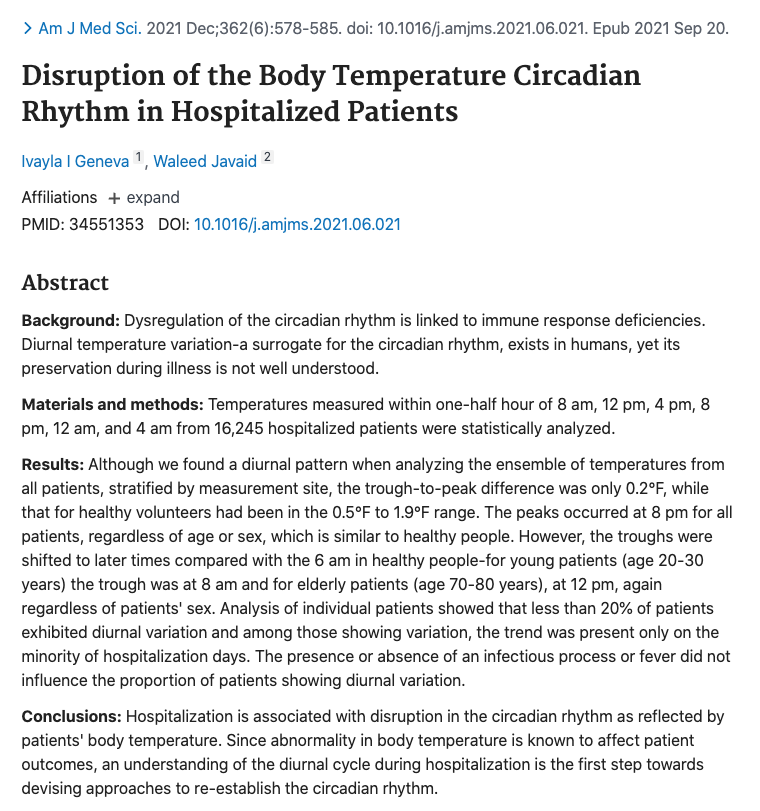 > Am J Med Sci. 2021 Dec;362(6):578-585. doi: 10.1016/j.amjms.2021.06.021. Epub 2021 Sep 20.
Disruption of the Body Temperature Circadian
Rhythm in Hospitalized Patients
Ivayla I Geneva 1, Waleed Javaid 2
Affiliations + expand
PMID: 34551353 DOI: 10.1016/j.amjms.2021.06.021
Abstract
Background: Dysregulation of the circadian rhythm is linked to immune response deficiencies.
Diurnal temperature variation-a surrogate for the circadian rhythm, exists in humans, yet its
preservation during illness is not well understood.
Materials and methods: Temperatures measured within one-half hour of 8 am, 12 pm, 4 pm, 8
pm, 12 am, and 4 am from 16,245 hospitalized patients were statistically analyzed.
Results: Although we found a diurnal pattern when analyzing the ensemble of temperatures from
all patients, stratified by measurement site, the trough-to-peak difference was only 0.2°F, while
that for healthy volunteers had been in the 0.5°F to 1.9°F range. The peaks occurred at 8 pm for all
patients, regardless of age or sex, which is similar to healthy people. However, the troughs were
shifted to later times compared with the 6 am in healthy people-for young patients (age 20-30
years) the trough was at 8 am and for elderly patients (age 70-80 years), at 12 pm, again
regardless of patients' sex. Analysis of individual patients showed that less than 20% of patients
exhibited diurnal variation and among those showing variation, the trend was present only on the
minority of hospitalization days. The presence or absence of an infectious process or fever did not
influence the proportion of patients showing diurnal variation.
Conclusions: Hospitalization is associated with disruption in the circadian rhythm as reflected by
patients' body temperature. Since abnormality in body temperature is known to affect patient
outcomes, an understanding of the diurnal cycle during hospitalization is the first step towards
devising approaches to re-establish the circadian rhythm.